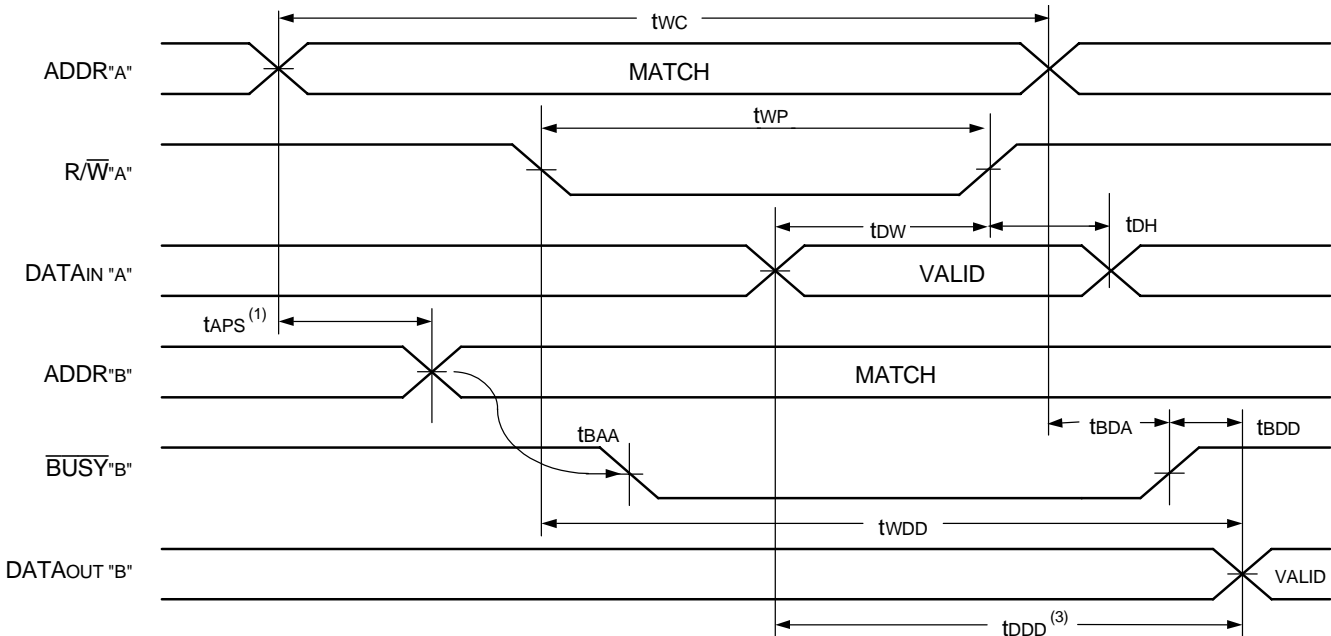 tWC
ADDR"A" MATCH
tWP
R/W̅"A"
tDW tDH
DATAIN "A" VALID
tAPS (1)
ADDR"B" MATCH
tBAA tBDA tBDD
B̅U̅S̅Y̅"B"
tWDD
DATAOUT "B" VALID
tDDD (3)